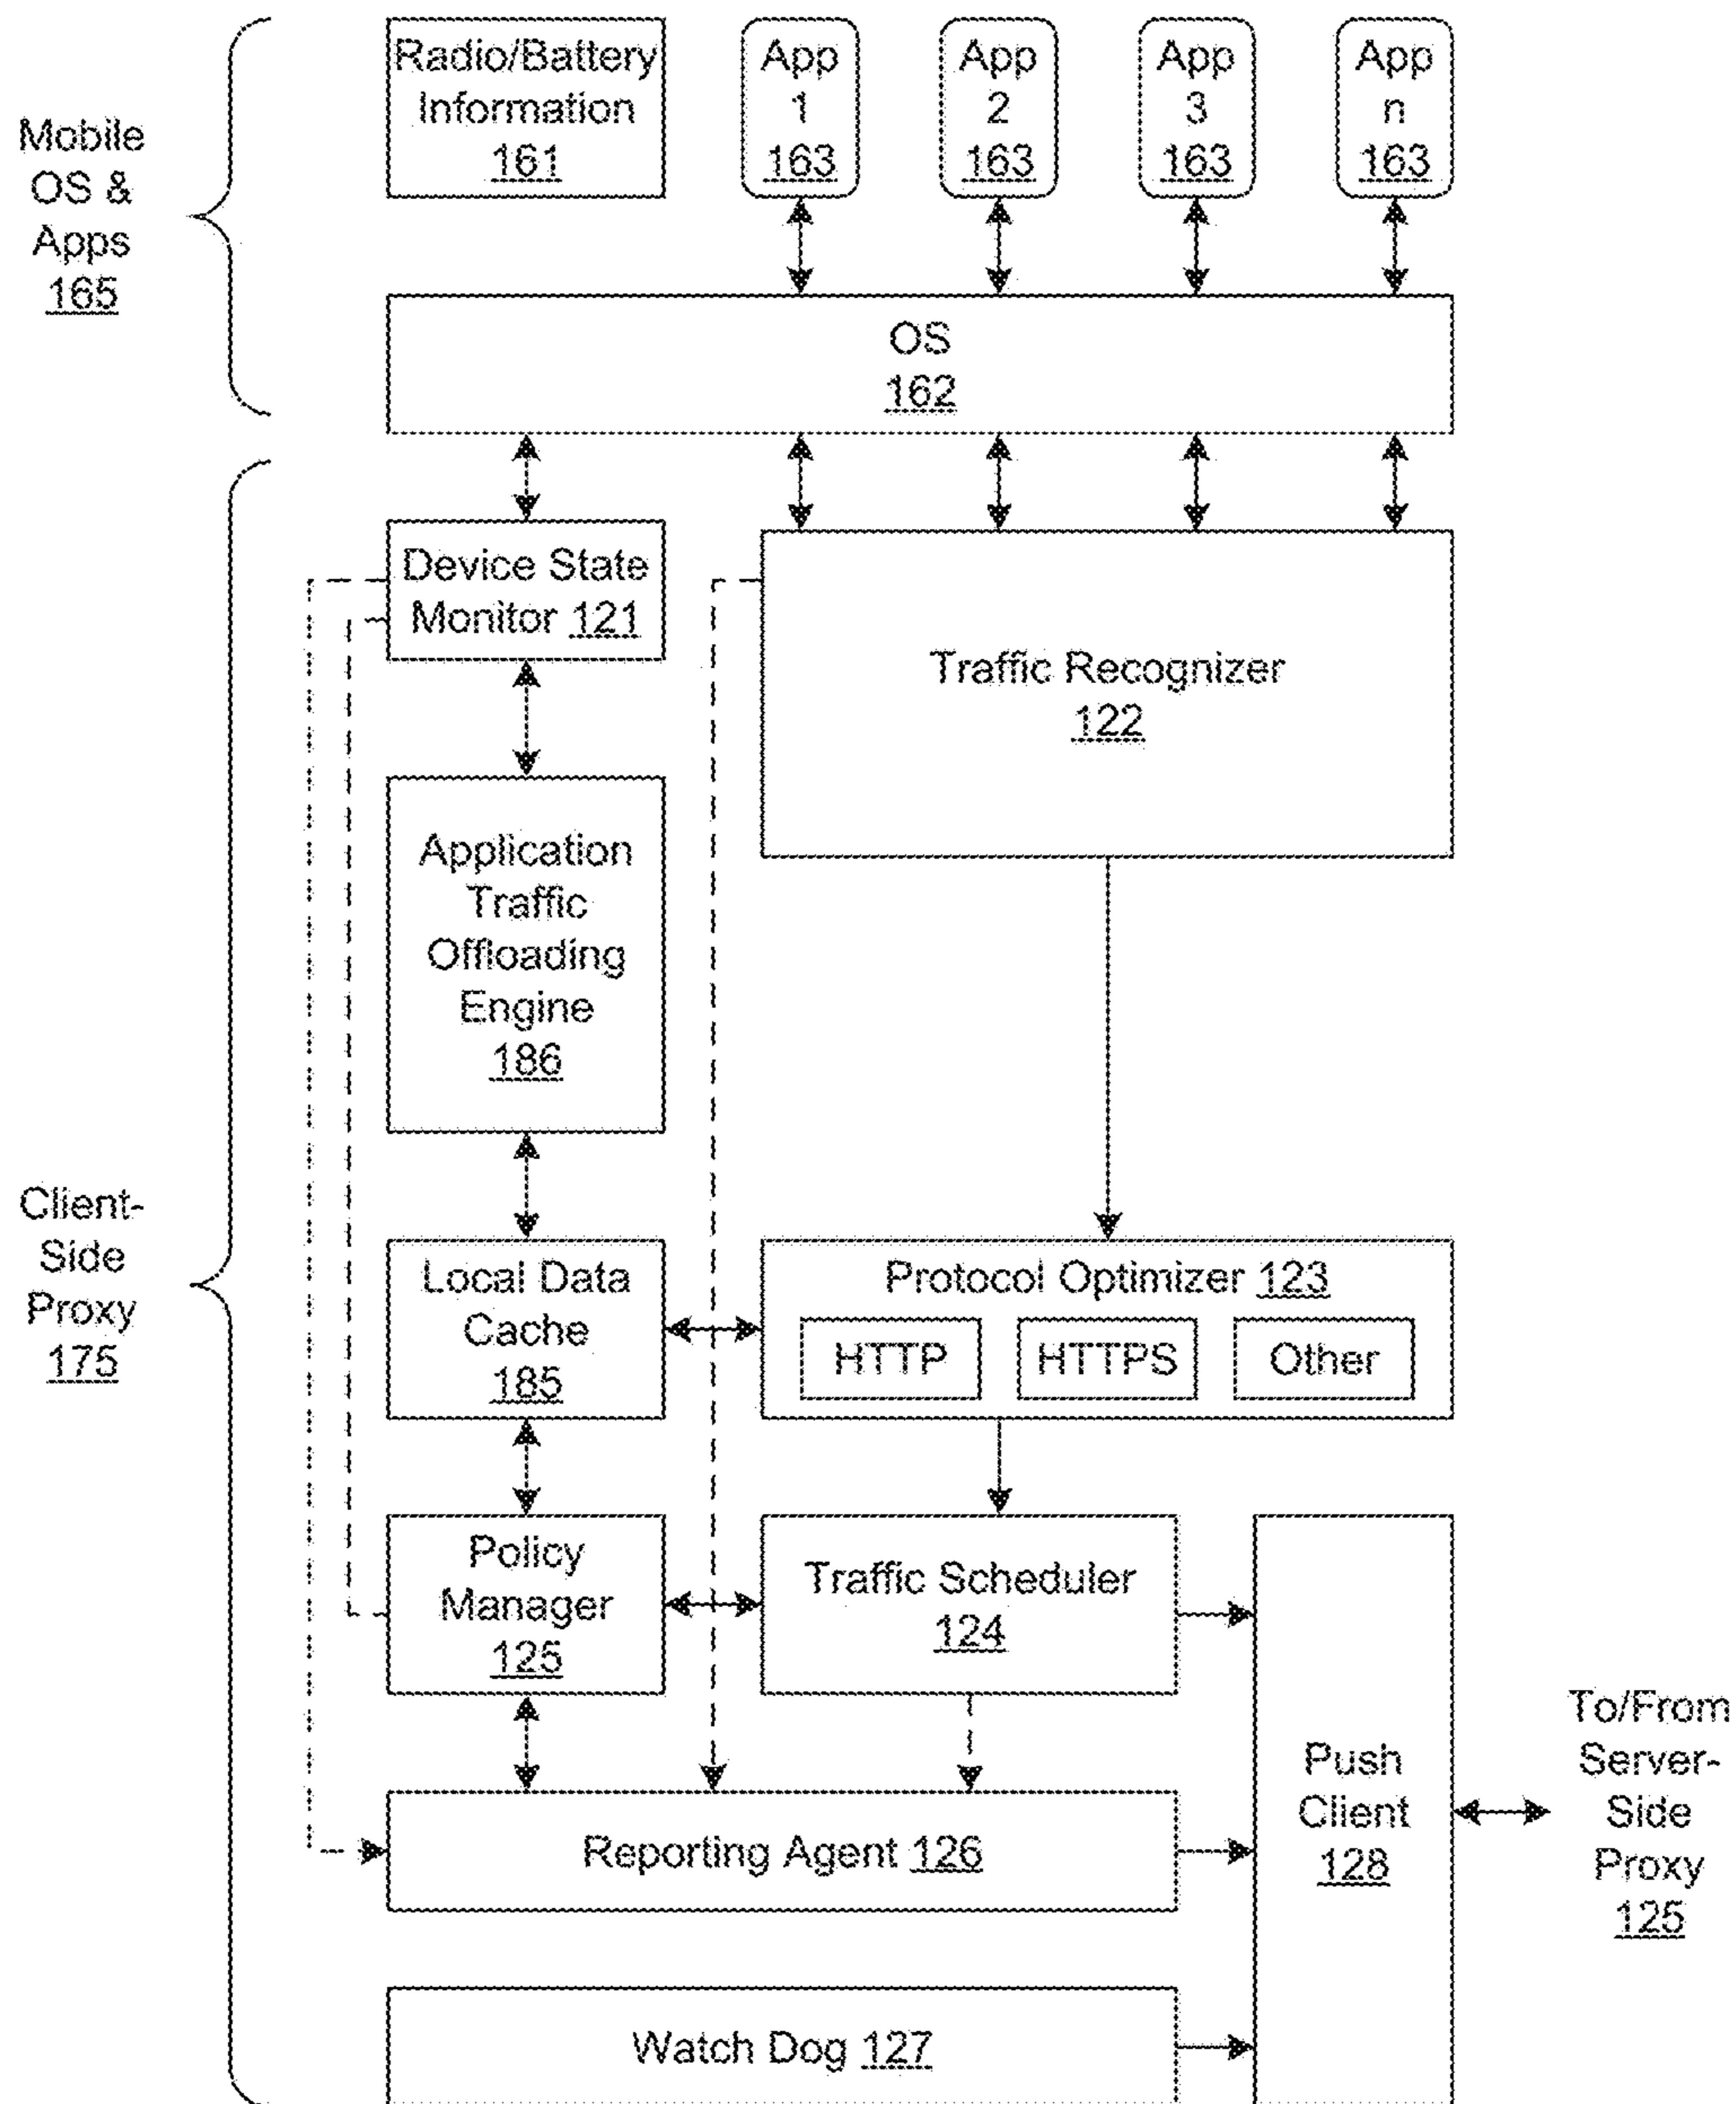 Mobile
OS &
Apps
165
Radio/Battery
Information
161
App
1
163
App
2
163
App
3
163
App
n
163
OS
162
Device State
Monitor 121
Traffic Recognizer
122
Application
Traffic
Offloading
Engine
186
Client-
Side
Proxy
175
Local Data
Cache
185
Protocol Optimizer 123
HTTP
HTTPS
Other
Policy
Manager
125
Traffic Scheduler
124
Push
Client
128
To/From
Server-
Side
Proxy
125
Reporting Agent 126
Watch Dog 127